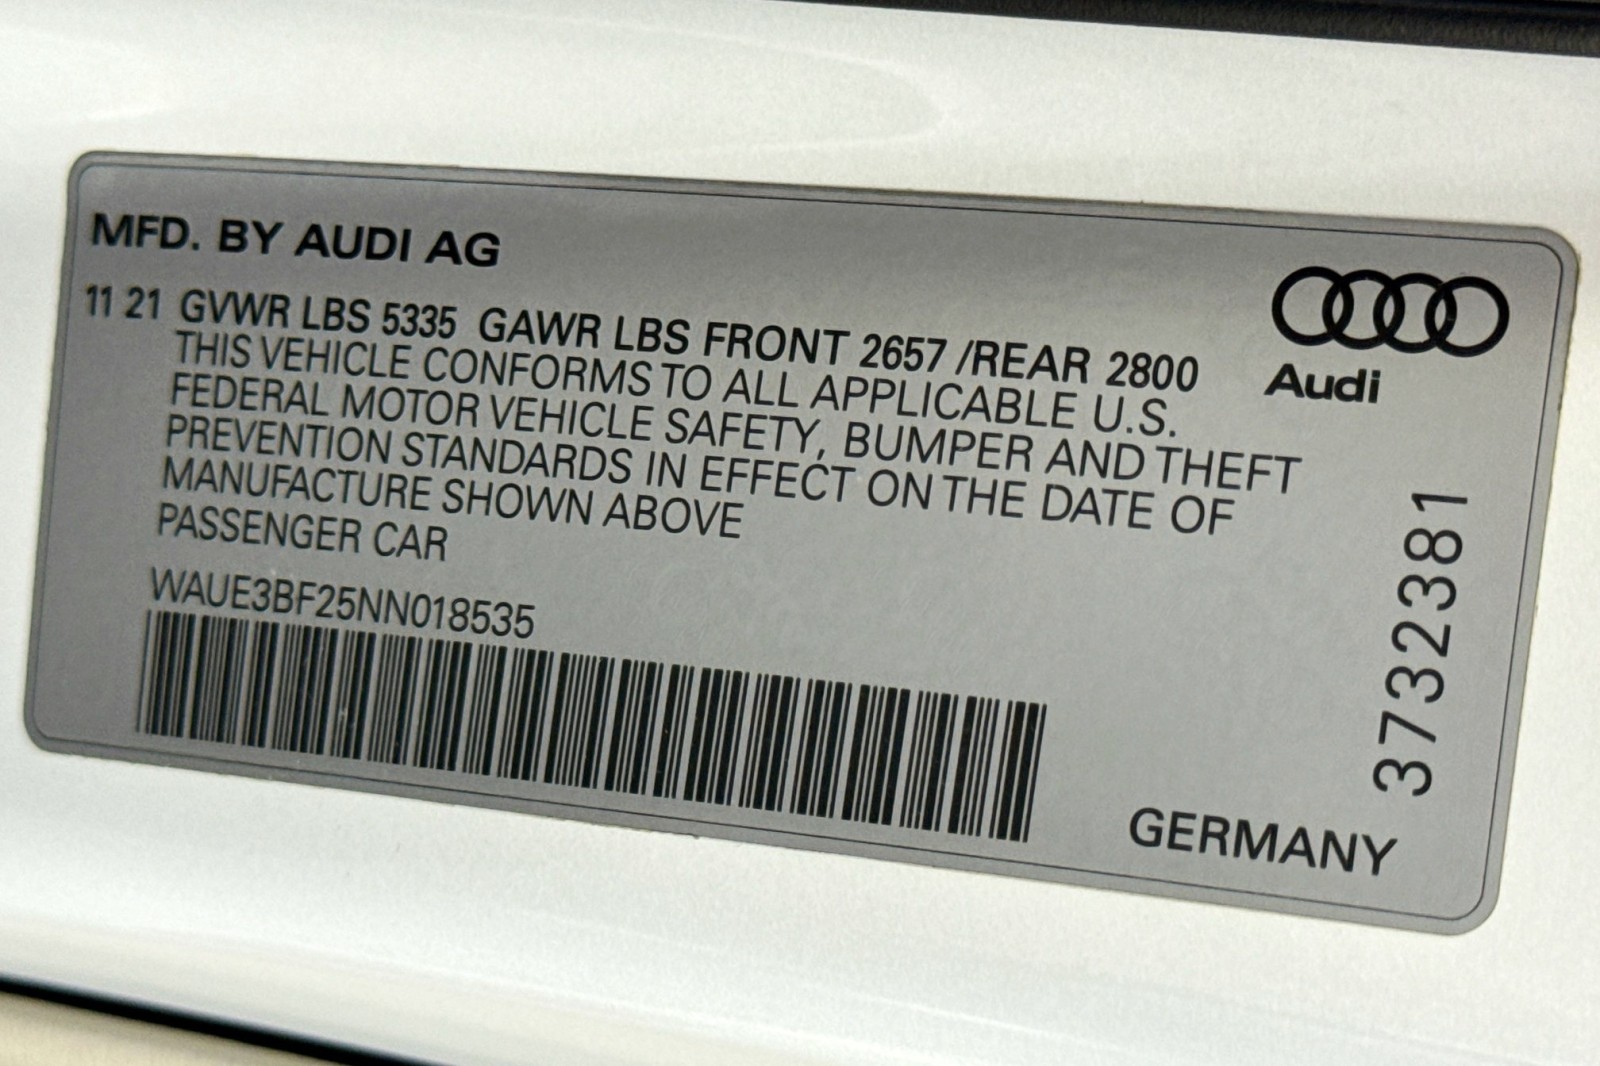 MFD. BY AUDI AG
11 21 GVWR LBS 5335 GAWR LBS FRONT 2657 /REAR 2800
THIS VEHICLE CONFORMS TO ALL APPLICABLE U.S.
FEDERAL MOTOR VEHICLE SAFETY, BUMPER AND THEFT
PREVENTION STANDARDS IN EFFECT ON THE DATE OF
MANUFACTURE SHOWN ABOVE
PASSENGER CAR
WAUE3BF25NN018535
Audi
3732381
GERMANY